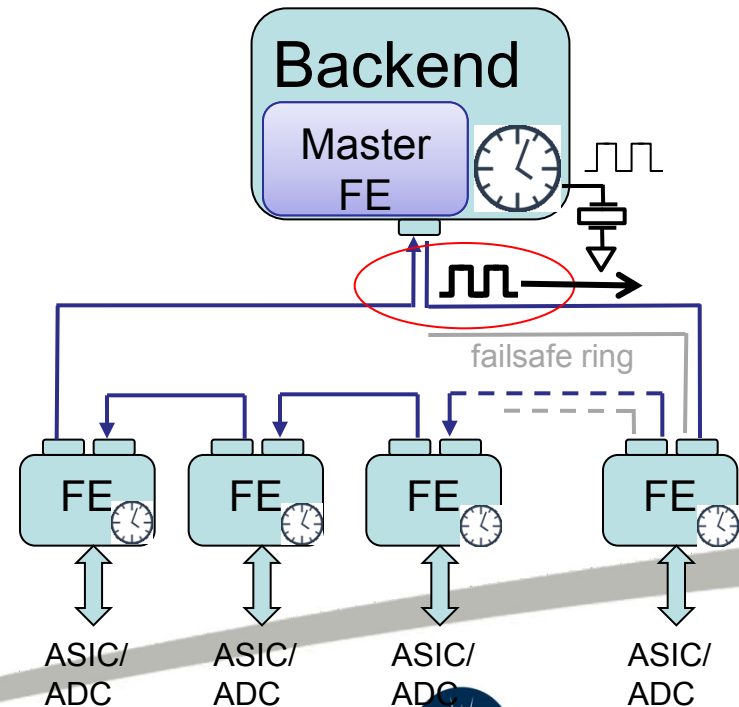 Backend
Master
FE
failsafe ring
FE
FE
FE
FE
ASIC/
ADC
ASIC/
ADC
ASIC/
ADC
ASIC/
ADC